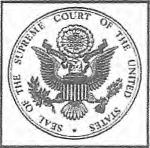 SEAL OF THE SUPREME COURT OF THE UNITED STATES